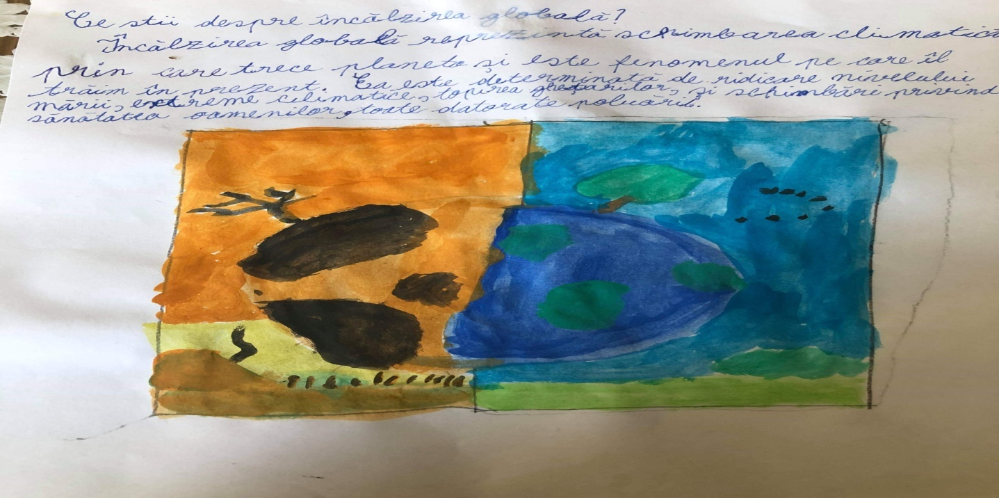 Ce stii despre încălzirea globală?
Încălzirea globală reprezintă schimbarea climatică
prin care trece planeta și este fenomenul pe care îl
trăim în prezent. Ea este determinată de ridicare nivelului
mării, extreme climatice, topirea ghețarilor, și schimbări privind
sănătatea oamenilor, toate datorate poluarii.